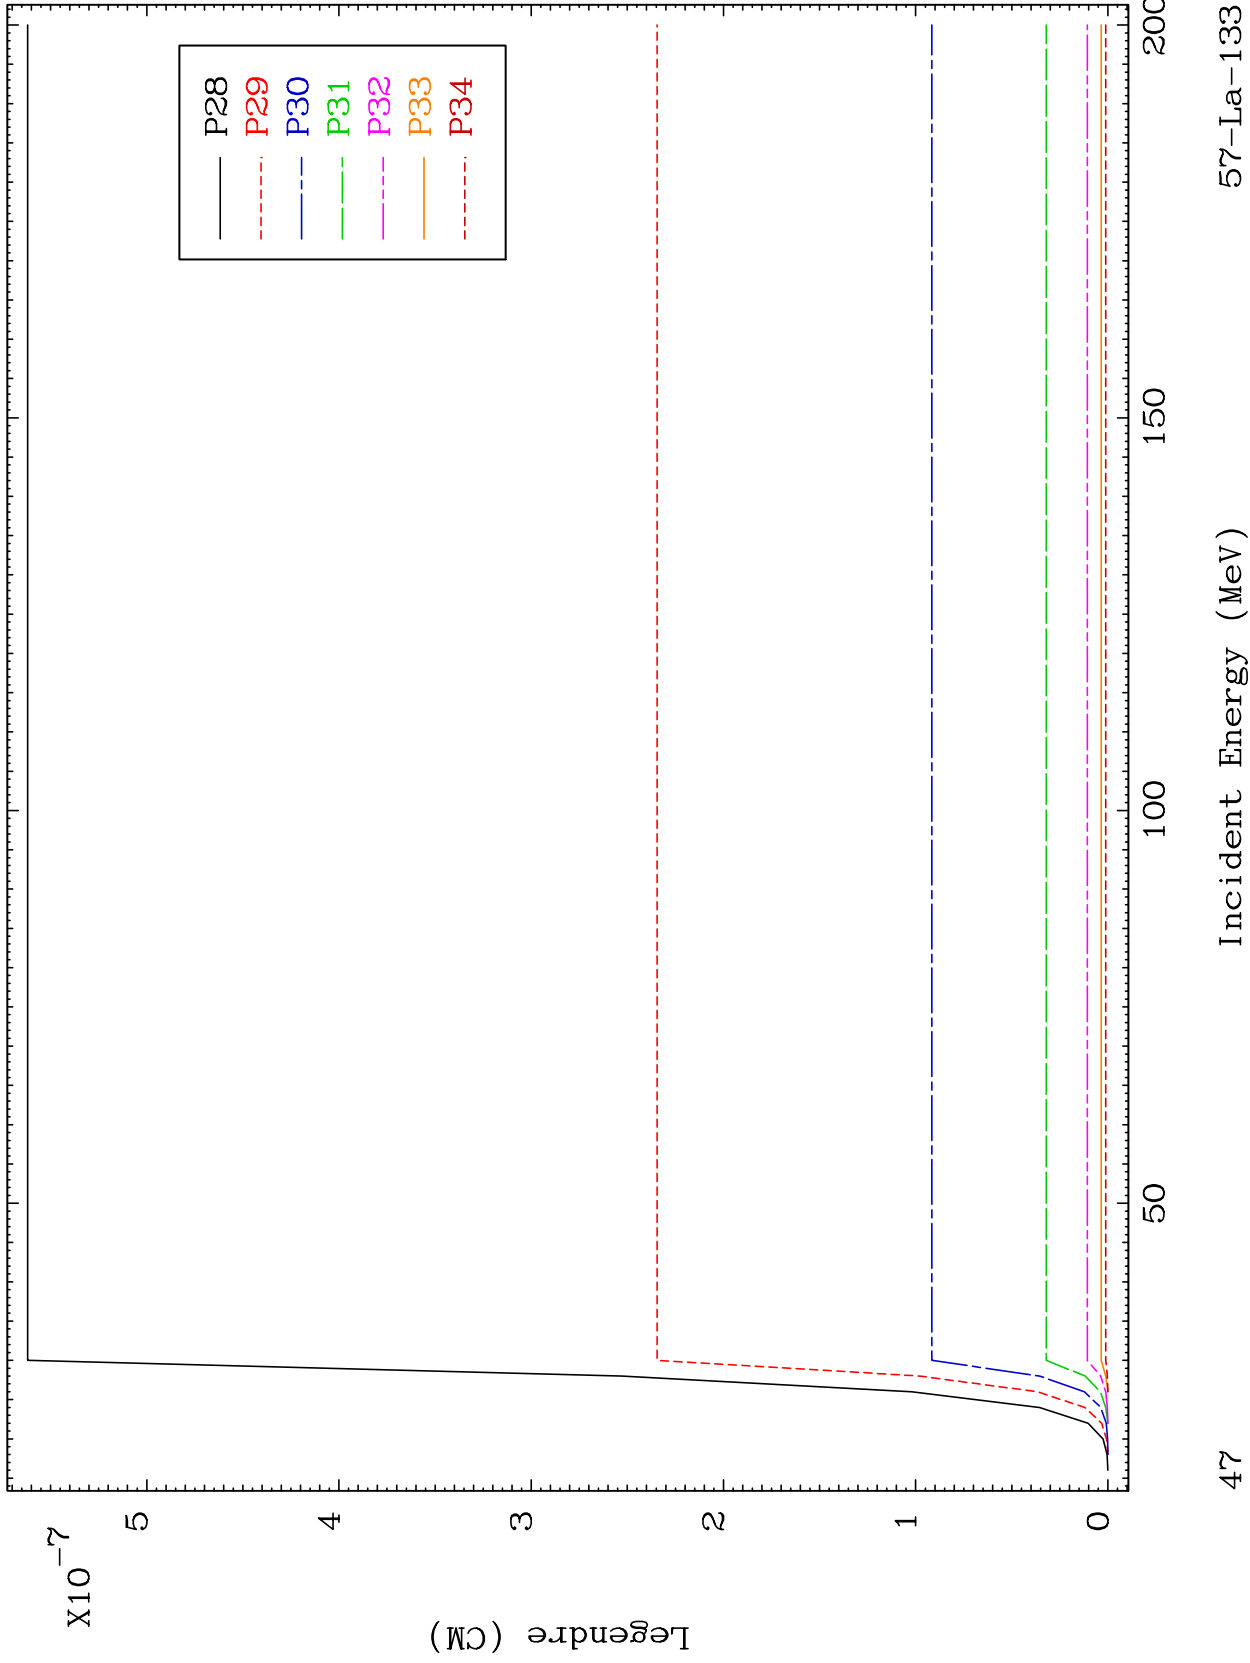 X10-7
5
4
3
2
1
0
Legendre (CM)
P28
P29
P30
P31
P32
P33
P34
50
100
150
200
Incident Energy (MeV)
47
57-La-133